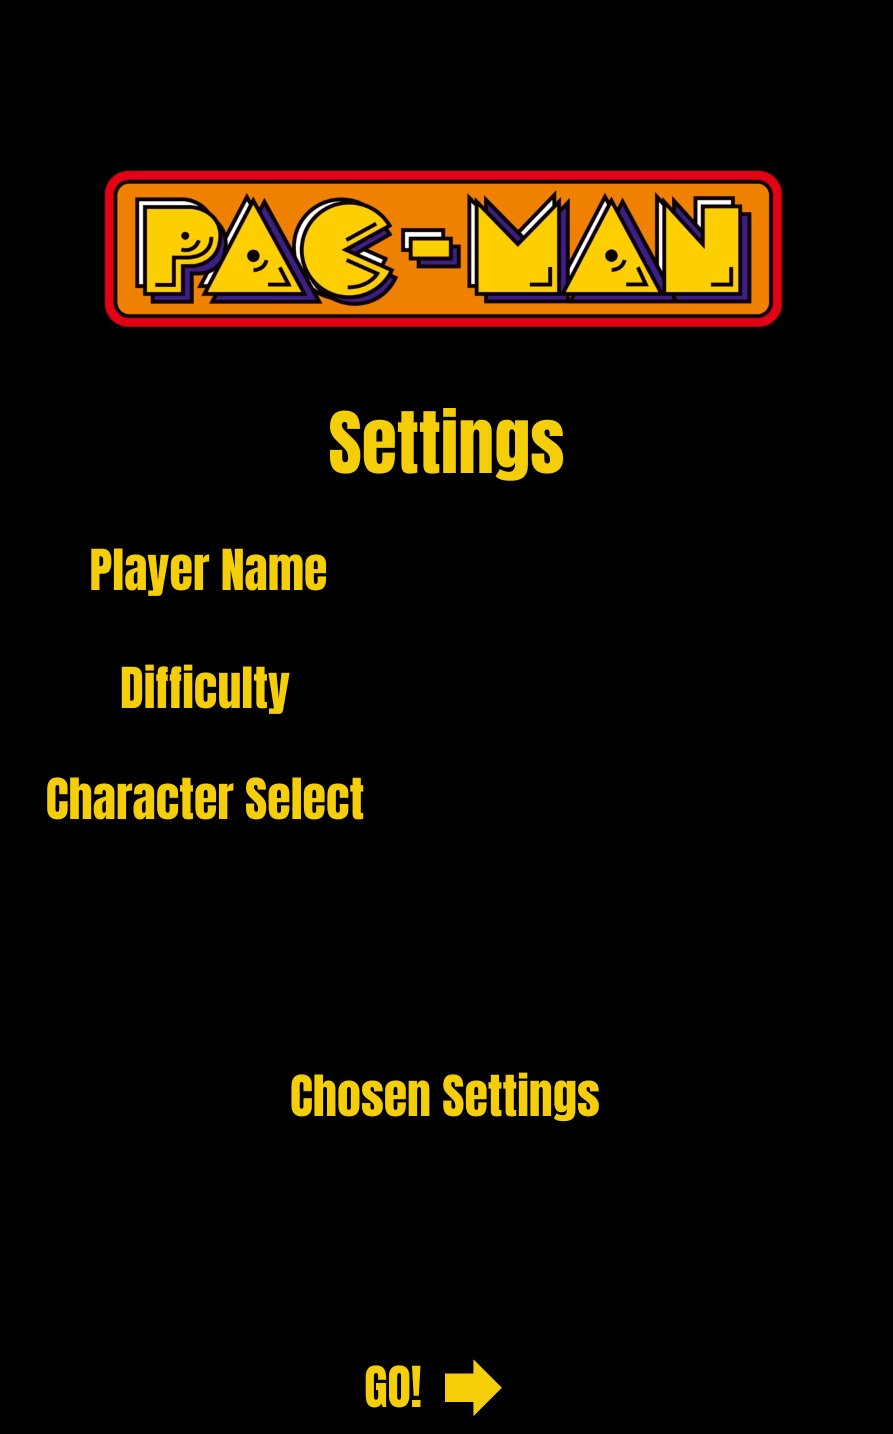 PAC-MAN
Settings
Player Name
Difficulty
Character Select
Chosen Settings
GO!